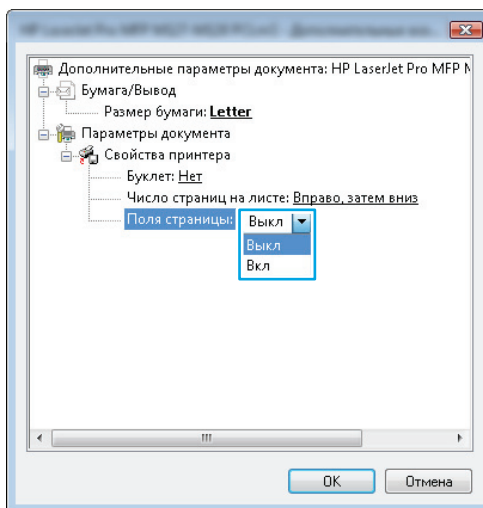 Дополнительные параметры документа: HP LaserJet Pro MFP M
Бумага/Вывод
Размер бумаги: Letter
Параметры документа
Свойства принтера
Буклет: Нет
Число страниц на листе: Вправо, затем вниз
Поля страницы: Выкл
Выкл
Вкл
OK Отмена